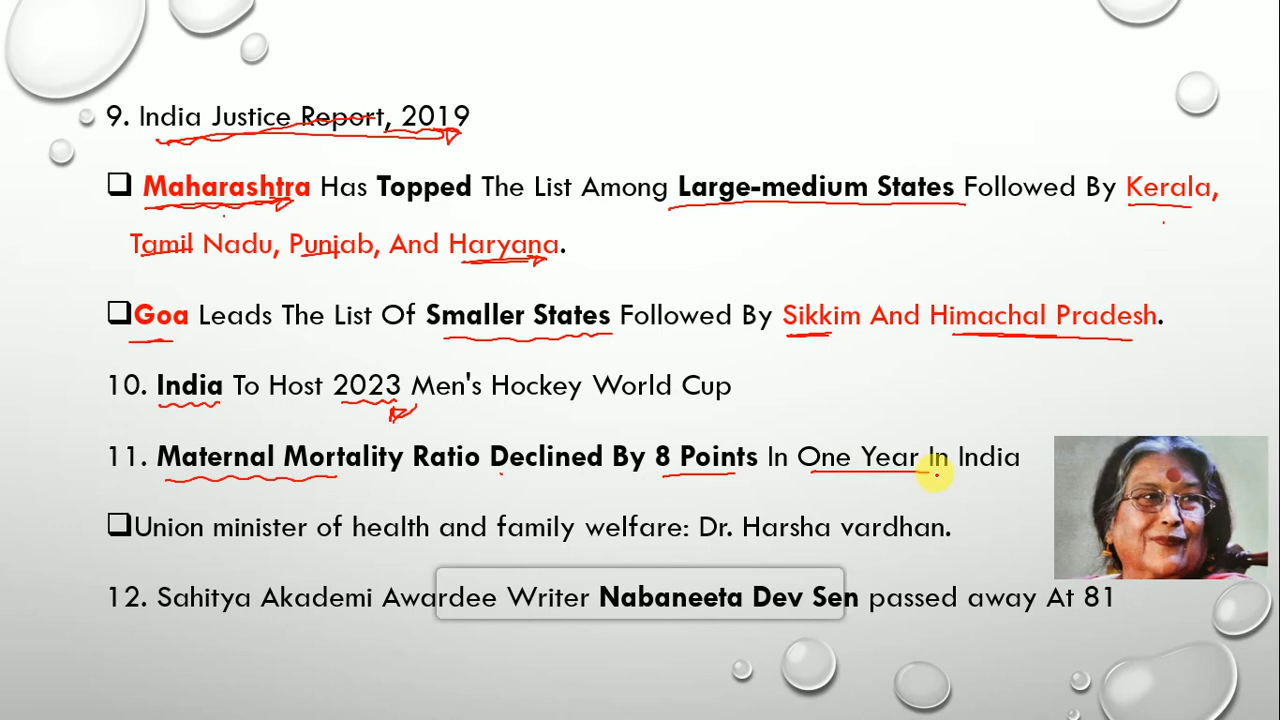 9. India Justice Report, 2019
❑ Maharashtra Has Topped The List Among Large-medium States Followed By Kerala,
Tamil Nadu, Punjab, And Haryana.
❑Goa Leads The List Of Smaller States Followed By Sikkim And Himachal Pradesh.
10. India To Host 2023 Men's Hockey World Cup
11. Maternal Mortality Ratio Declined By 8 Points In One Year In India
❑Union minister of health and family welfare: Dr. Harsha vardhan.
12. Sahitya Akademi Awardee Writer Nabaneeta Dev Sen passed away At 81